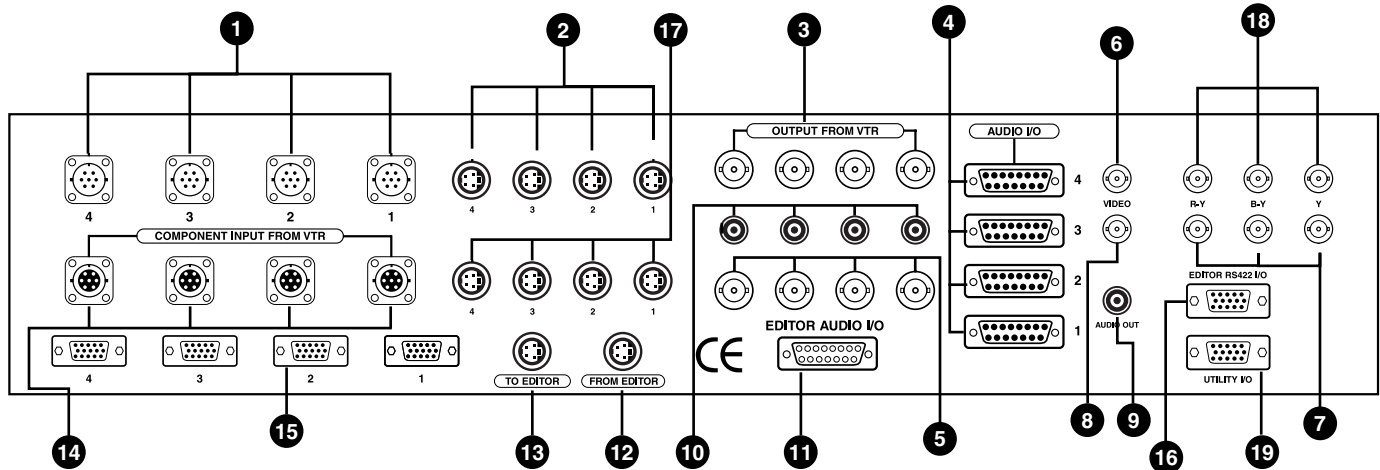 1 2 17 3 4 6 18
OUTPUT FROM VTR AUDIO I/O
4 3 2 1
4 3 2 1
4
VIDEO R-Y B-Y Y
COMPONENT INPUT FROM VTR
10
3
4 3 2 1
EDITOR RS422 I/O
2
EDITOR AUDIO I/O
AUDIO OUT
1
CE
4 3 2 1
TO EDITOR FROM EDITOR
UTILITY I/O
14 15 13 12 10 11 5 8 9 16 19 7